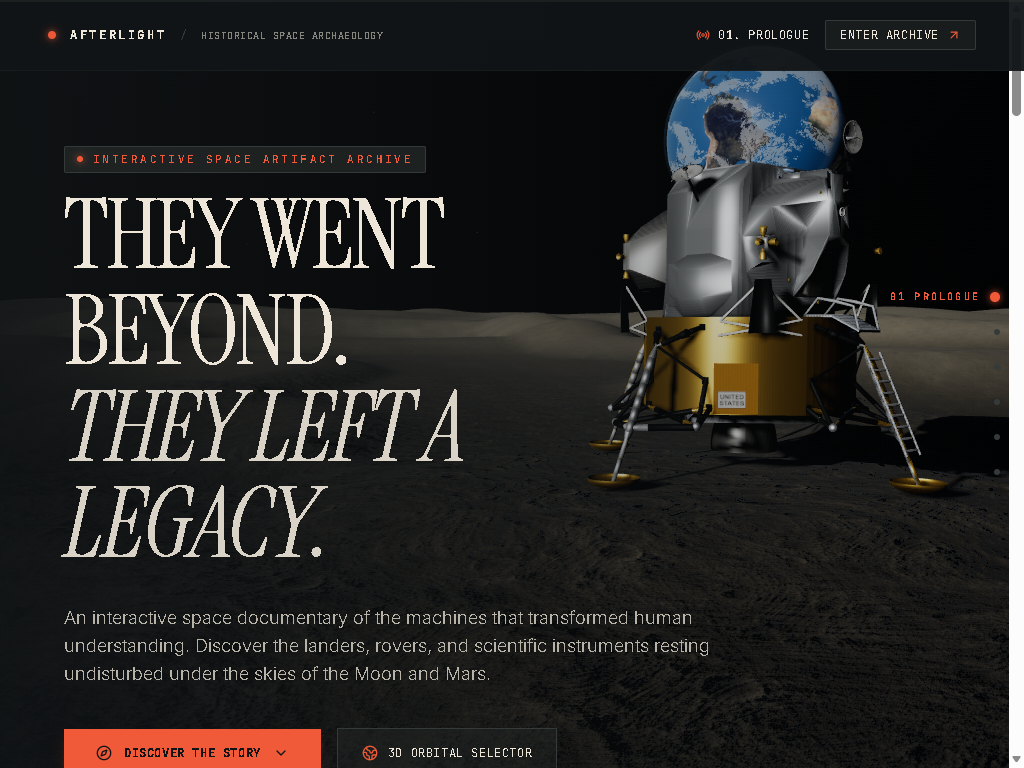 AFTERLIGHT / HISTORICAL SPACE ARCHAEOLOGY
01. PROLOGUE
ENTER ARCHIVE
INTERACTIVE SPACE ARTIFACT ARCHIVE
THEY WENT
BEYOND.
THEY LEFT A
LEGACY.
UNITED
STATES
01 PROLOGUE
An interactive space documentary of the machines that transformed human
understanding. Discover the landers, rovers, and scientific instruments resting
undisturbed under the skies of the Moon and Mars.
DISCOVER THE STORY
3D ORBITAL SELECTOR